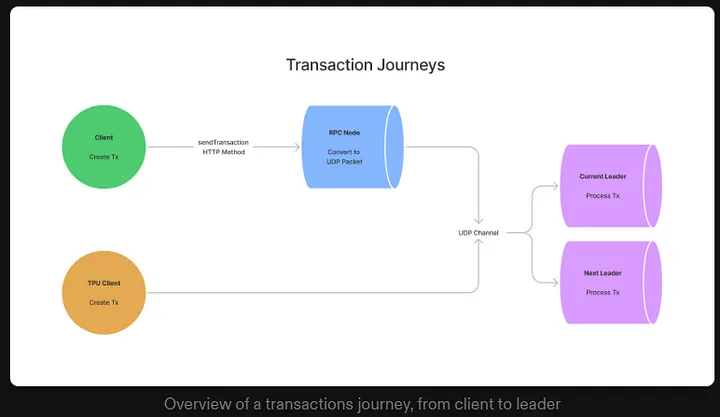 Transaction Journeys
Client
Create Tx
sendTransaction
HTTP Method
RPC Node
Convert to
UDP Packet
Current Leader
Process Tx
UDP Channel
TPU Client
Create Tx
Next Leader
Process Tx
Overview of a transactions journey, from client to leader